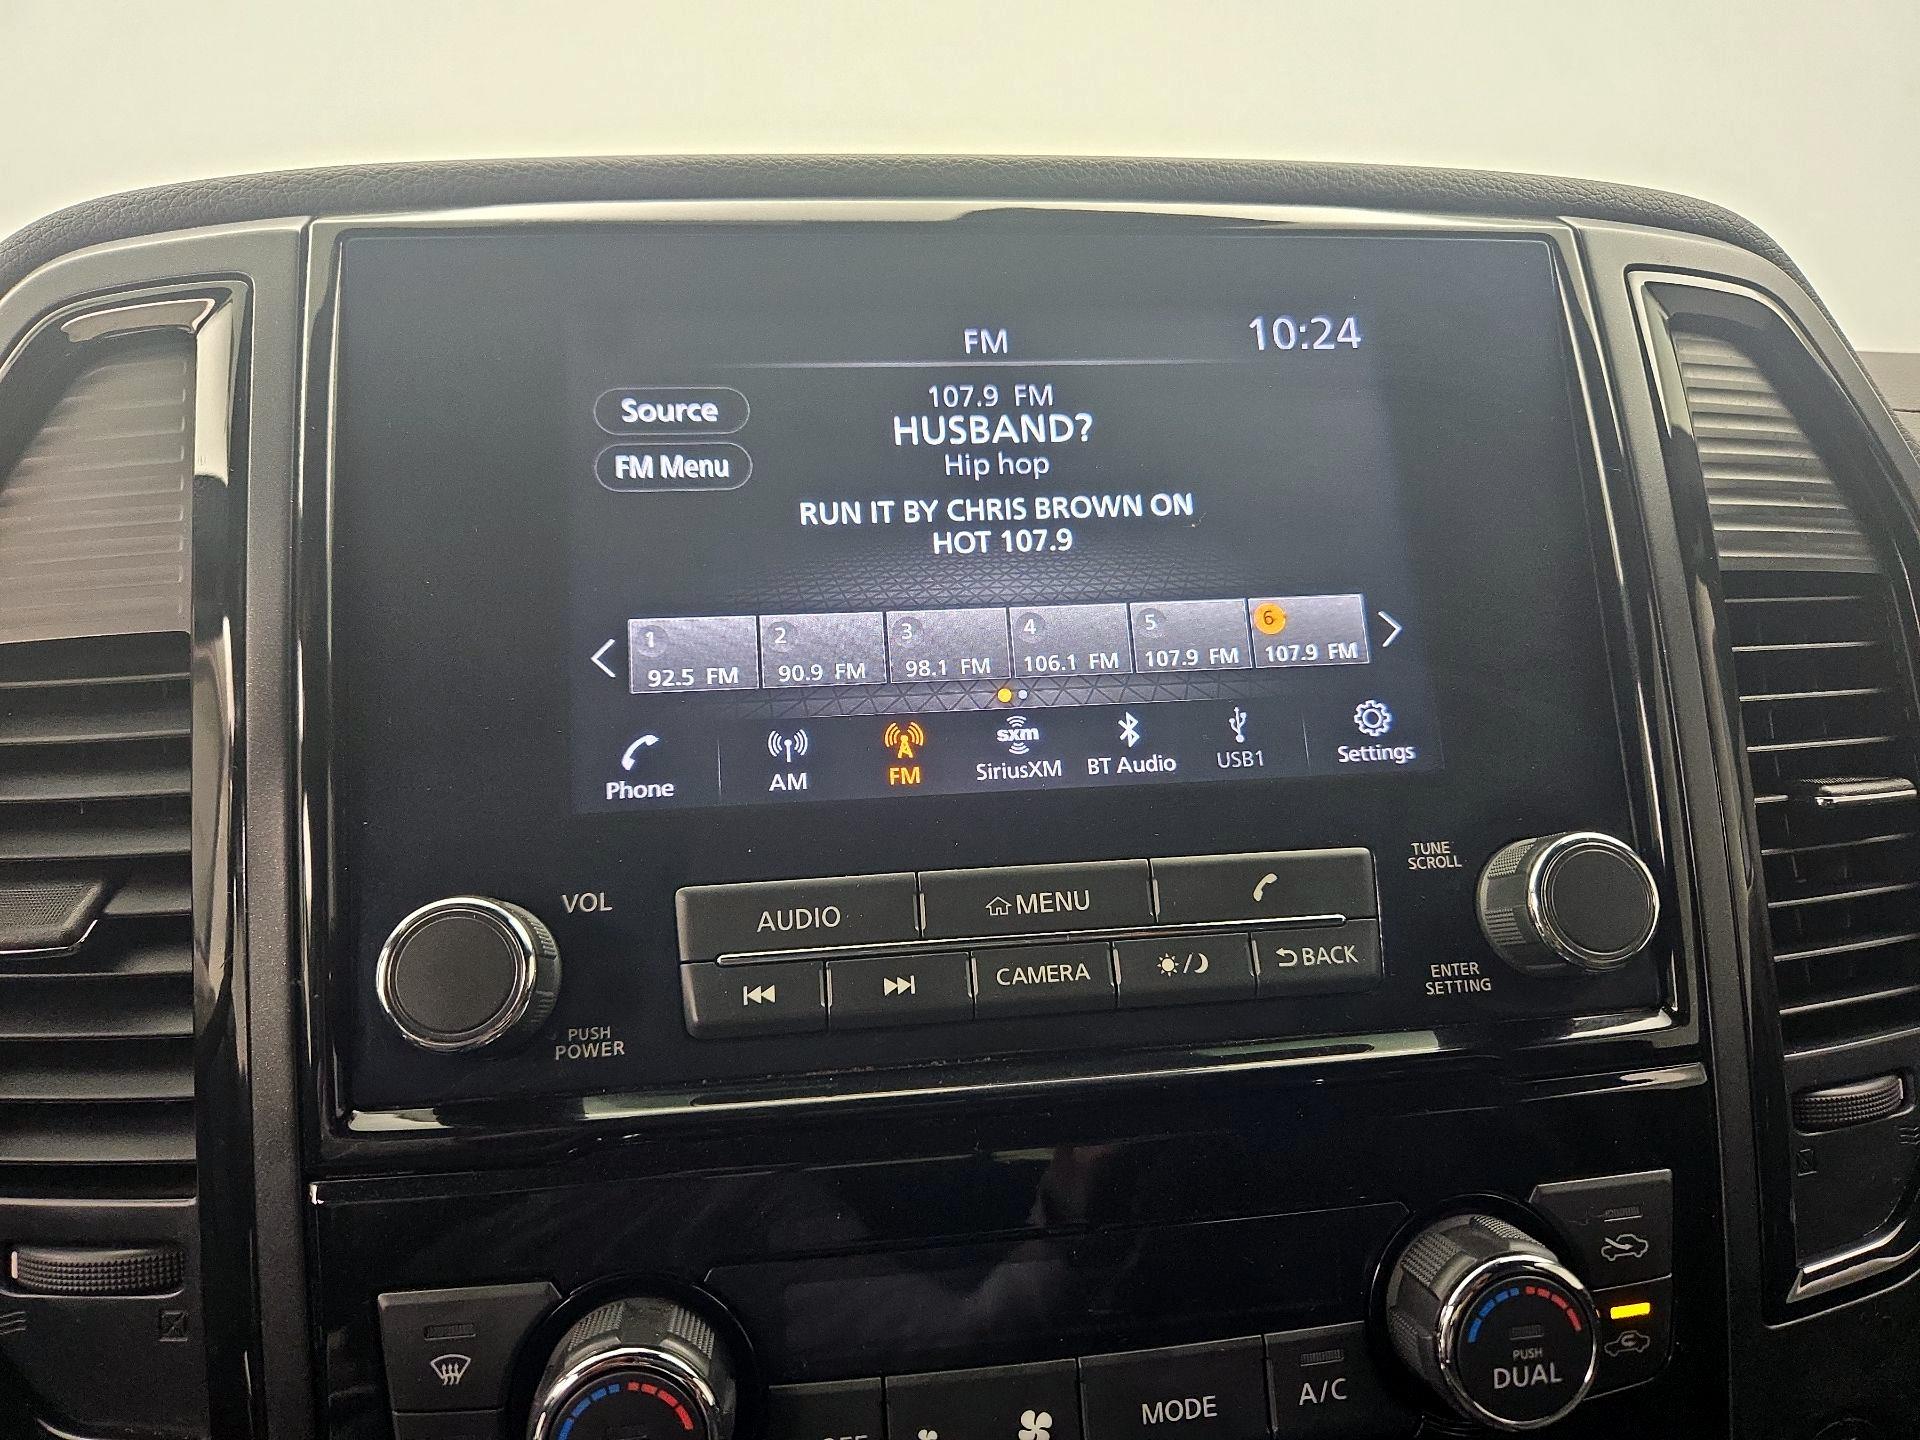 FM
10:24
Source
107.9 FM
HUSBAND?
FM Menu
Hip hop
RUN IT BY CHRIS BROWN ON
HOT 107.9
1
92.5 FM
2
90.9 FM
3
98.1 FM
4
106.1 FM
5
107.9 FM
6
107.9 FM
Phone
AM
FM
sxm
SiriusXM
BT Audio
USB1
Settings
VOL
AUDIO
MENU
TUNE
SCROLL
PUSH
POWER
CAMERA
BACK
ENTER
SETTING
MODE
A/C
PUSH
DUAL